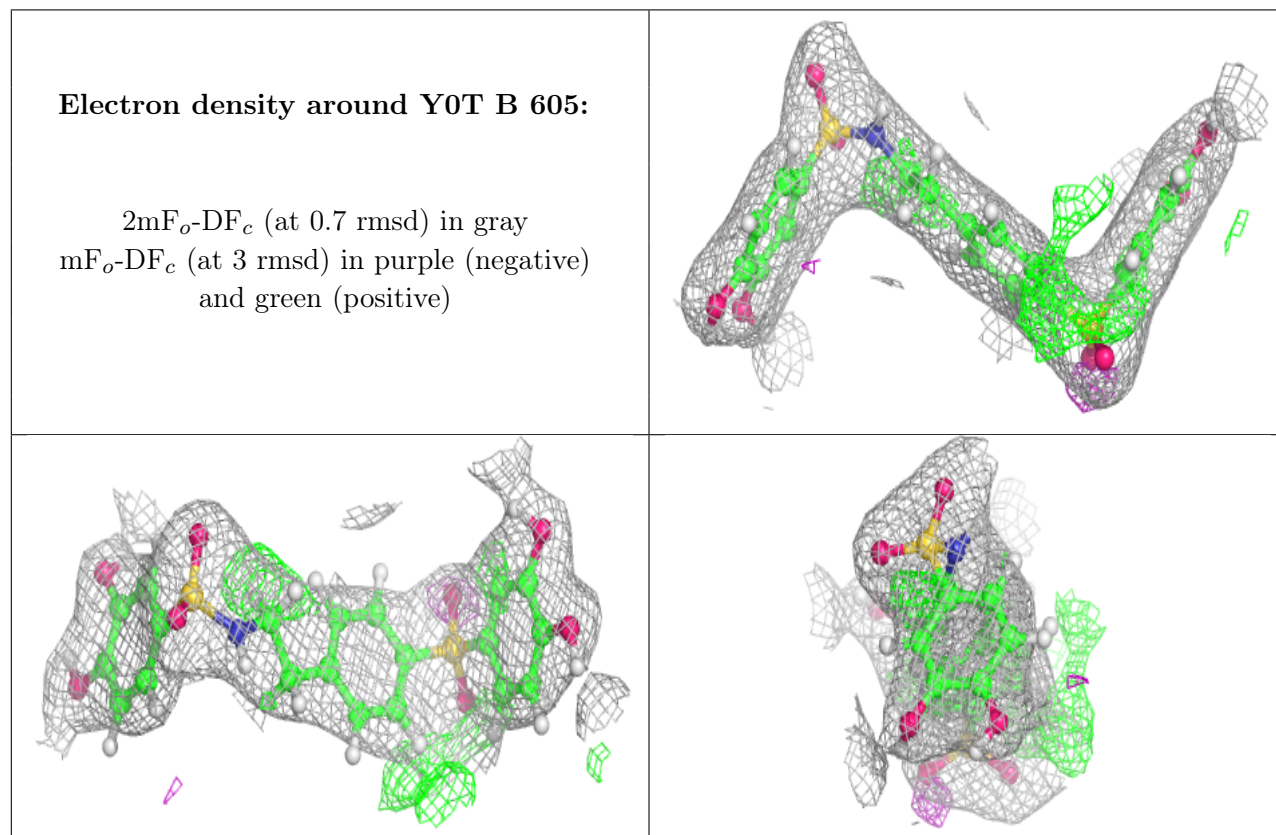 Electron density around Y0T B 605:
2mFo-DFc (at 0.7 rmsd) in gray
mFo-DFc (at 3 rmsd) in purple (negative)
and green (positive)